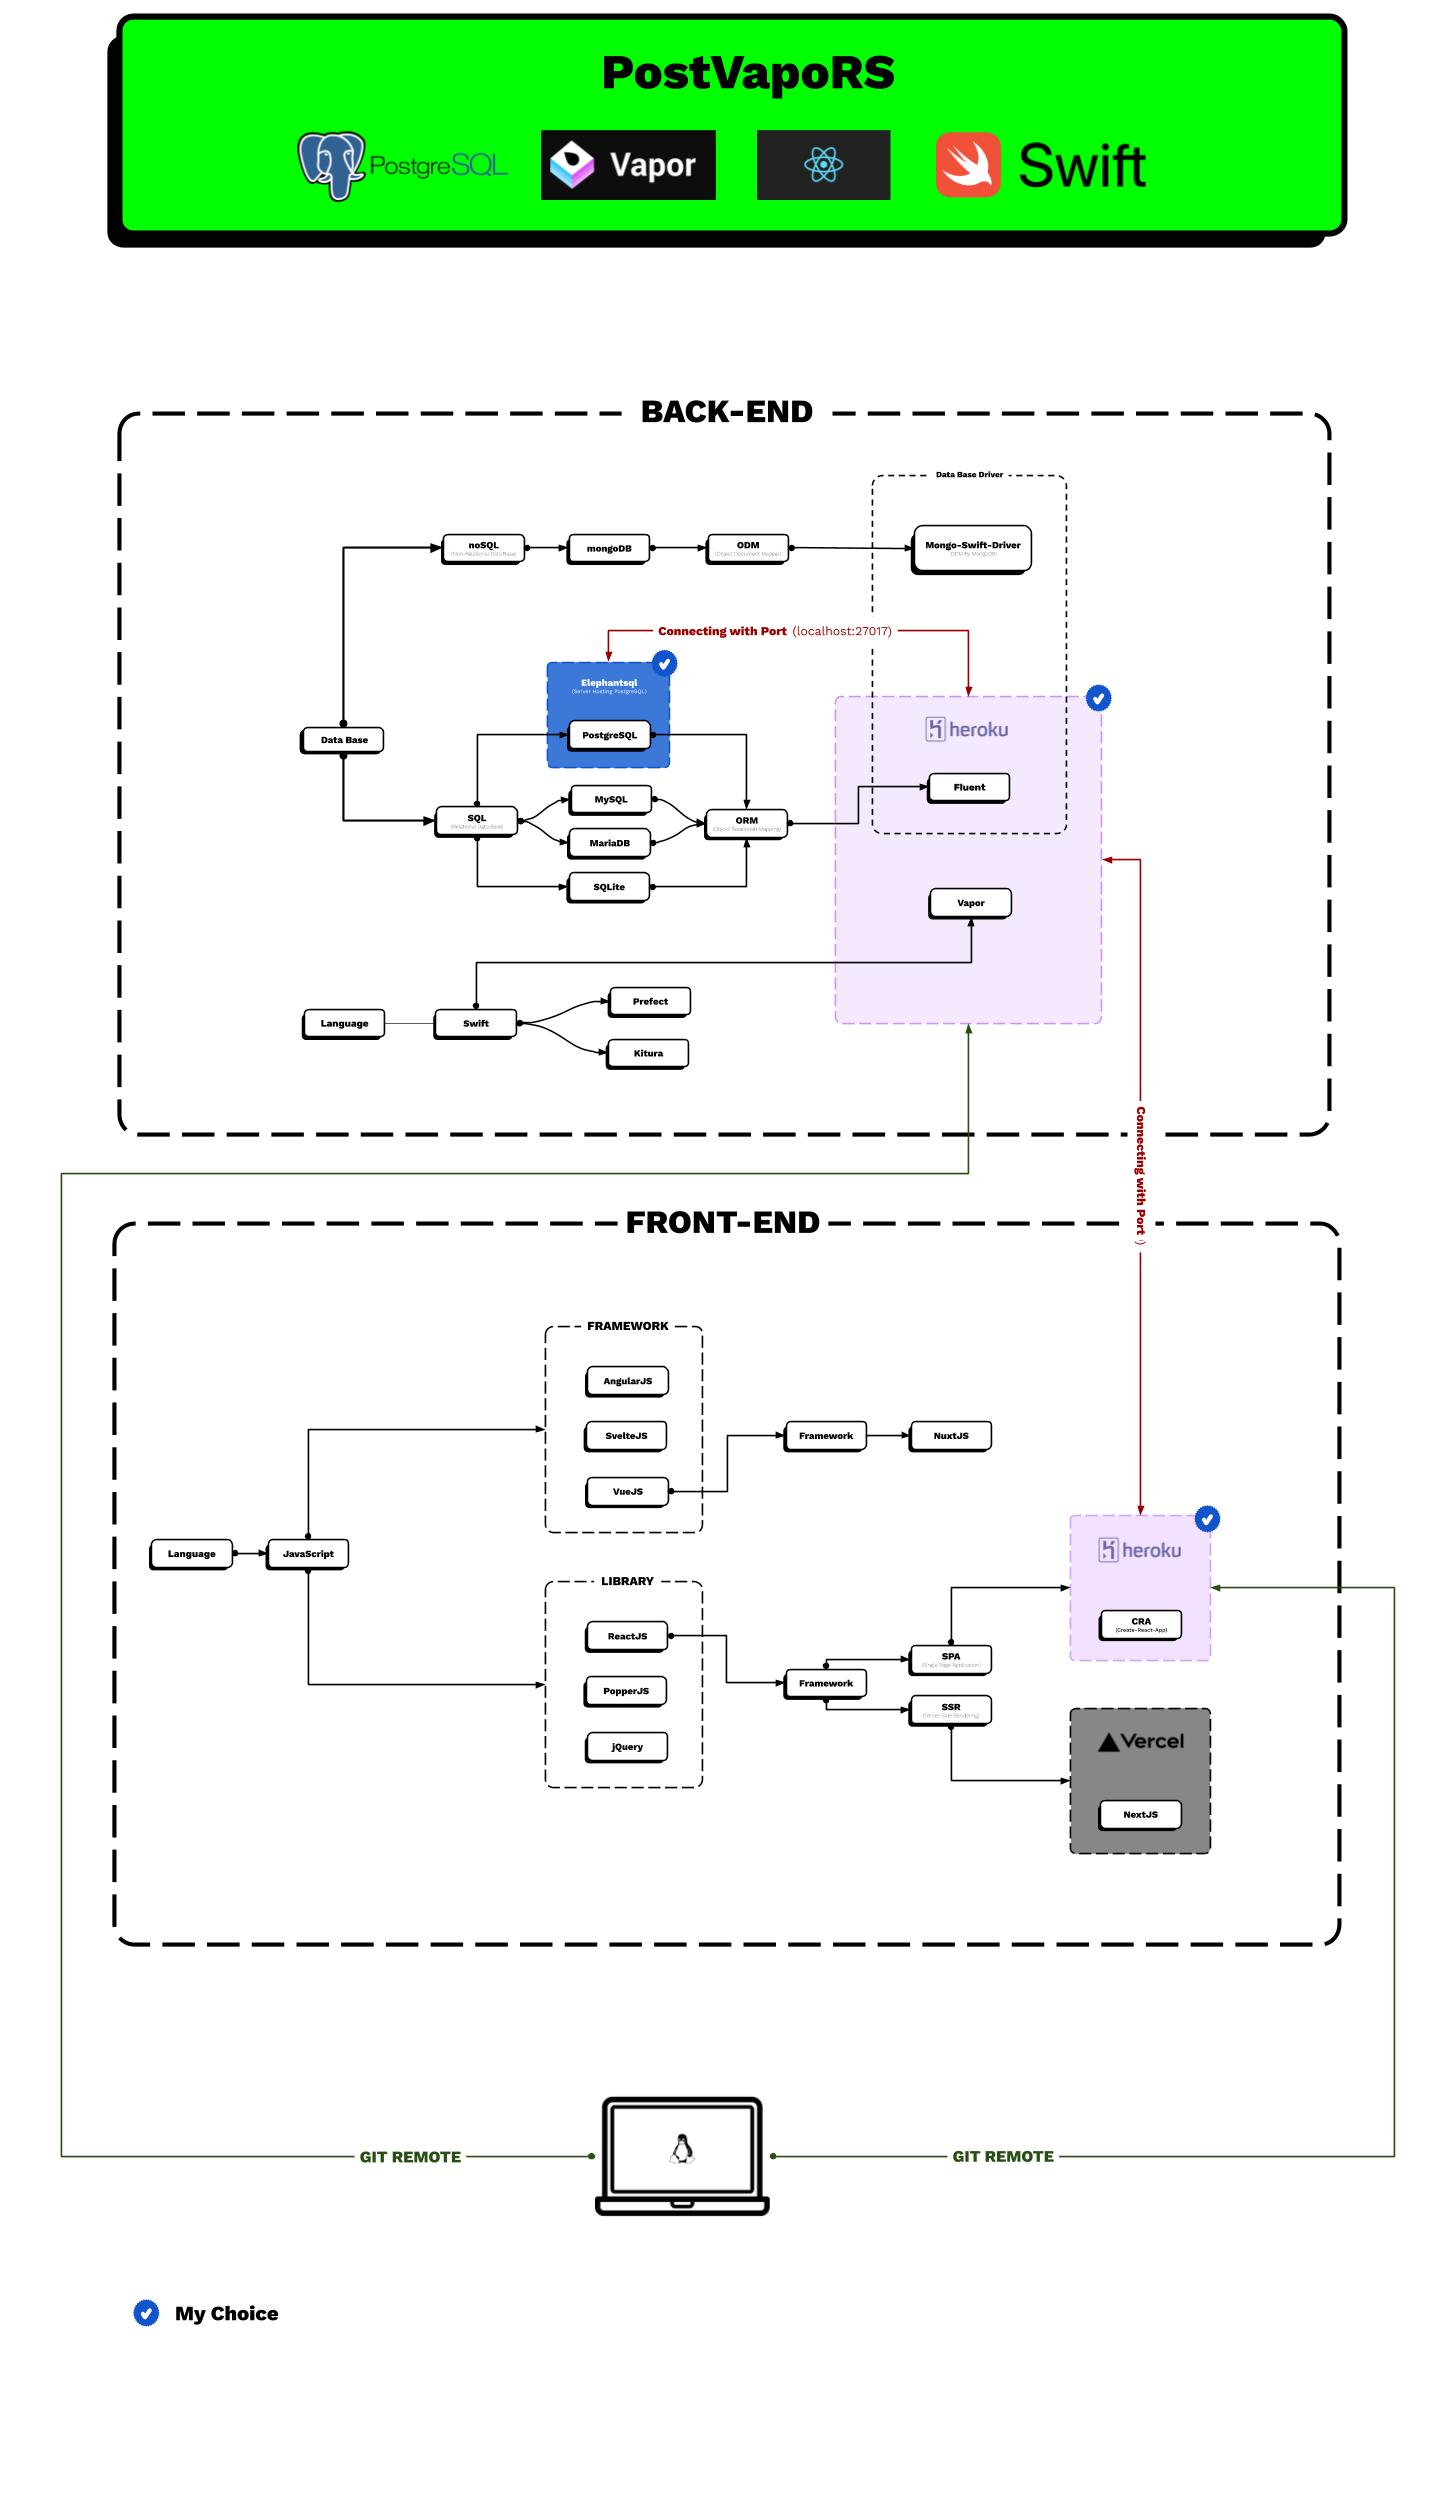 PostVapoRS
PostgreSQL
Vapor
Swift
BACK-END
Data Base Driver
noSQL
(Non-Relational Data Base)
mongoDB
ODM
(Object Document Mapper)
Mongo-Swift-Driver
(ODM By MongoDB)
Connecting with Port (localhost:27017)
Elephantsql
(Server Hosting PostgreSQL)
heroku
PostgreSQL
Data Base
Fluent
MySQL
SQL
(Relational Data Base)
ORM
MariaDB
SQLite
Vapor
Prefect
Language
Swift
Kitura
Connecting with Port ()
FRONT-END
FRAMEWORK
AngularJS
SvelteJS
Framework
NuxtJS
VueJS
Language
JavaScript
heroku
LIBRARY
CRA
(Create-React-App)
ReactJS
SPA
(Single Page Application)
Framework
PopperJS
SSR
(Server-Side Rendering)
jQuery
Vercel
NextJS
GIT REMOTE
GIT REMOTE
My Choice